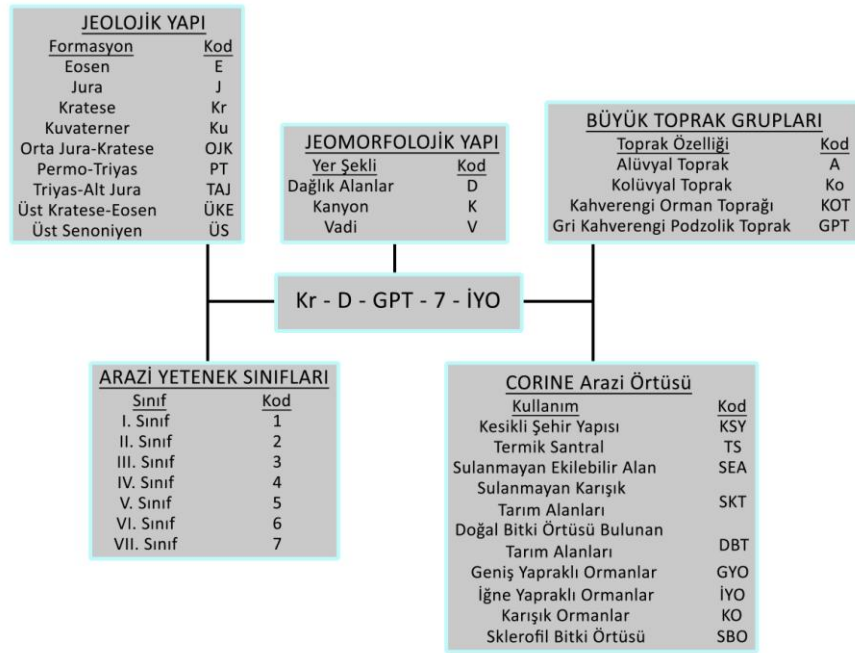 JEOLOJİK YAPI
Formasyon Kod
Eosen E
Jura J
Kratese Kr
Kuvaterner Ku
Orta Jura-Kratese OJK
Permo-Triyas PT
Triyas-Alt Jura TAJ
Üst Kratese-Eosen ÜKE
Üst Senoniyen ÜS
JEOMORFOLOJİK YAPI
Yer Şekli Kod
Dağlık Alanlar D
Kanyon K
Vadi V
BÜYÜK TOPRAK GRUPLARI
Toprak Özelliği Kod
Alüvyal Toprak A
Kolüvyal Toprak Ko
Kahverengi Orman Toprağı KOT
Gri Kahverengi Podzolik Toprak GPT
Kr - D - GPT - 7 - İYO
ARAZİ YETENEK SINIFLARI
Sınıf Kod
I. Sınıf 1
II. Sınıf 2
III. Sınıf 3
IV. Sınıf 4
V. Sınıf 5
VI. Sınıf 6
VII. Sınıf 7
CORINE Arazi Örtüsü
Kullanım Kod
Kesikli Şehir Yapısı KSY
Termik Santral TS
Sulanmayan Ekilebilir Alan SEA
Sulanmayan Karışık
Tarım Alanları SKT
Doğal Bitki Örtüsü Bulunan
Tarım Alanları DBT
Geniş Yapraklı Ormanlar GYO
İğne Yapraklı Ormanlar İYO
Karışık Ormanlar KO
Sklerofil Bitki Örtüsü SBO